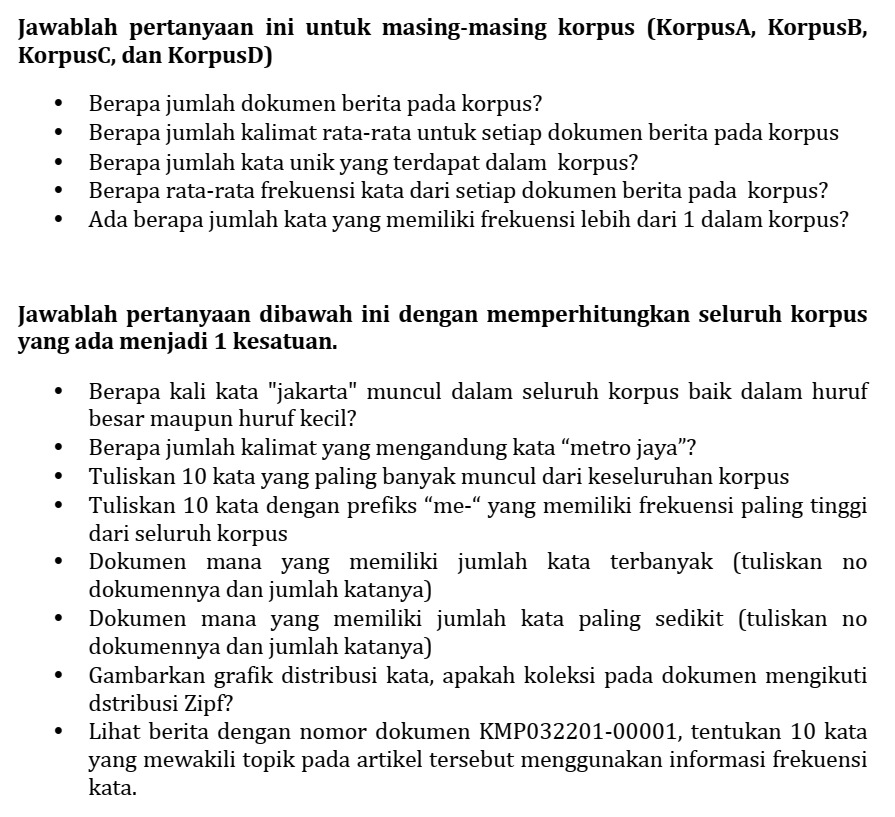 Jawablah pertanyaan ini untuk masing-masing korpus (KorpusA, KorpusB,
KorpusC, dan KorpusD)
• Berapa jumlah dokumen berita pada korpus?
• Berapa jumlah kalimat rata-rata untuk setiap dokumen berita pada korpus
• Berapa jumlah kata unik yang terdapat dalam korpus?
• Berapa rata-rata frekuensi kata dari setiap dokumen berita pada korpus?
• Ada berapa jumlah kata yang memiliki frekuensi lebih dari 1 dalam korpus?
Jawablah pertanyaan dibawah ini dengan memperhitungkan seluruh korpus
yang ada menjadi 1 kesatuan.
• Berapa kali kata "jakarta" muncul dalam seluruh korpus baik dalam huruf
besar maupun huruf kecil?
• Berapa jumlah kalimat yang mengandung kata “metro jaya”?
• Tuliskan 10 kata yang paling banyak muncul dari keseluruhan korpus
• Tuliskan 10 kata dengan prefiks “me-“ yang memiliki frekuensi paling tinggi
dari seluruh korpus
• Dokumen mana yang memiliki jumlah kata terbanyak (tuliskan no
dokumennya dan jumlah katanya)
• Dokumen mana yang memiliki jumlah kata paling sedikit (tuliskan no
dokumennya dan jumlah katanya)
• Gambarkan grafik distribusi kata, apakah koleksi pada dokumen mengikuti
dstribusi Zipf?
• Lihat berita dengan nomor dokumen KMP032201-00001, tentukan 10 kata
yang mewakili topik pada artikel tersebut menggunakan informasi frekuensi
kata.